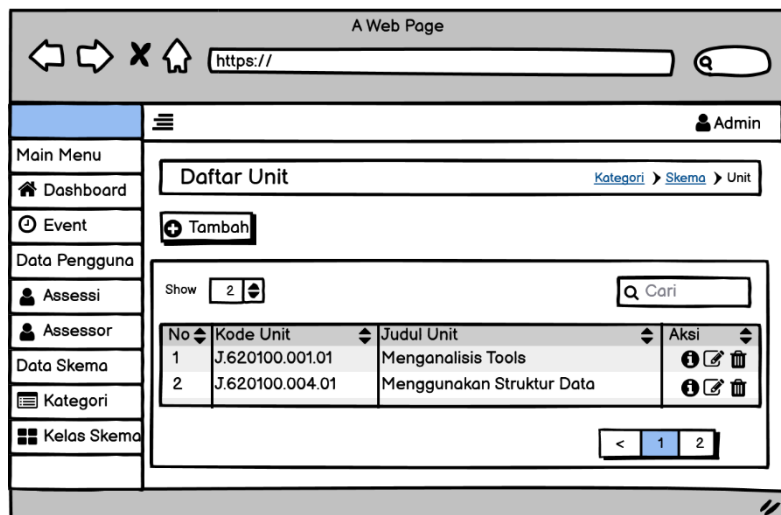 A Web Page
https://
Admin
Main Menu
Dashboard
Event
Data Pengguna
Assessi
Assessor
Data Skema
Kategori
Kelas Skema
Daftar Unit
Kategori > Skema > Unit
Tambah
Show 2
Cari
No Kode Unit Judul Unit Aksi
1 J.620100.001.01 Menganalisis Tools
2 J.620100.004.01 Menggunakan Struktur Data
< 1 2